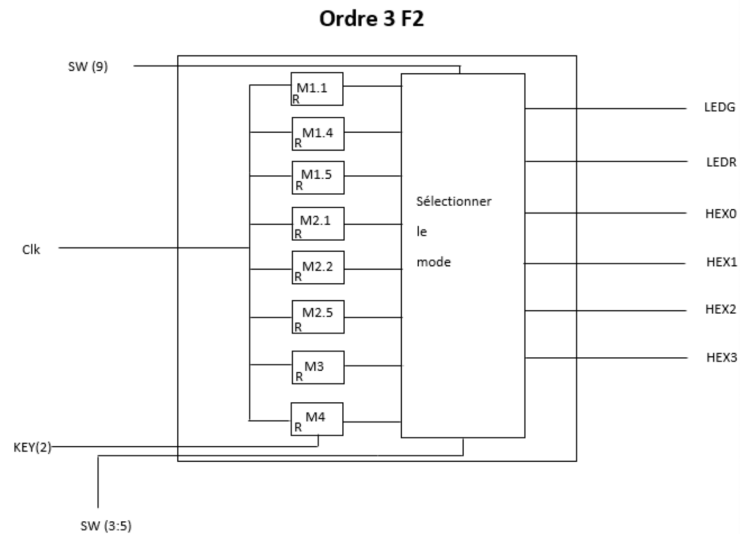 Ordre 3 F2
SW (9)
M1.1
R
LEDG
M1.4
R
LEDR
M1.5
R
Sélectionner
le
mode
HEX0
M2.1
R
Clk
HEX1
M2.2
R
HEX2
M2.5
R
HEX3
M3
R
M4
R
KEY(2)
SW (3:5)